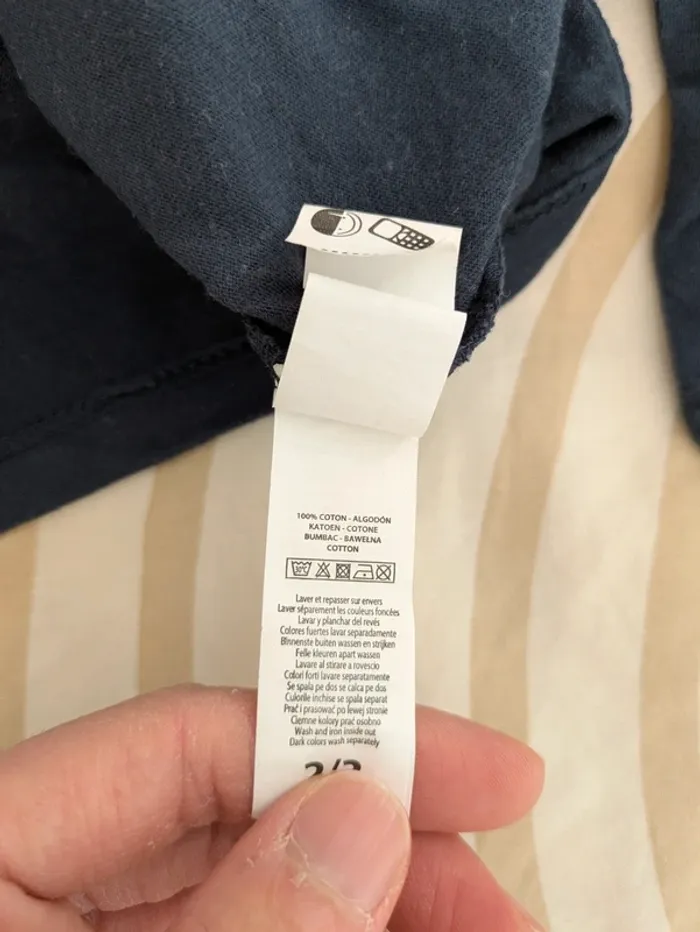 100% COTON - ALGODÓN
KATOEN - COTONE
BUMBAC - BAWEŁNA
COTTON
30°C
Laver et repasser sur envers
Laver séparement les couleurs foncées
Lavar y planchar del revés
Colores fuertes lavar separadamente
Binnenste buiten wassen en strijken
Felle kleuren apart wassen
Lavare al stirare a rovescio
Colori forti lavare separatamente
Se spala pe dos se calca pe dos
Culorile inchise se spala separat
Prać i prasować po lewej stronie
Ciemne kolory prać osobno
Wash and iron inside out
Dark colors wash separately